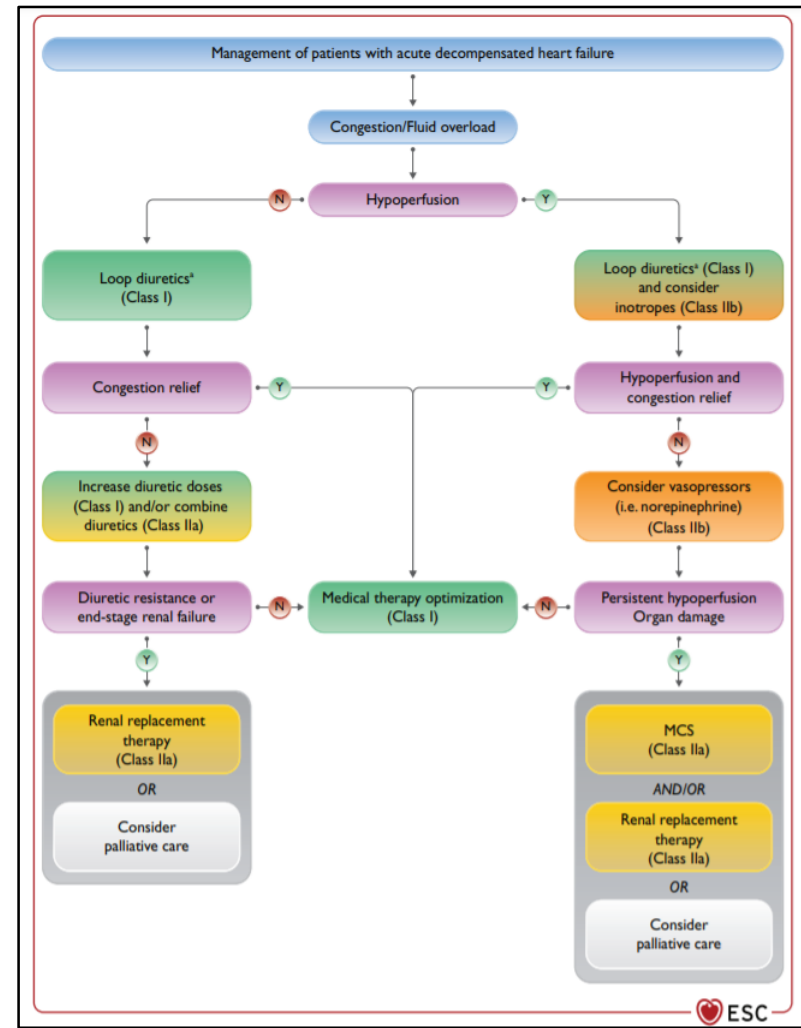 Management of patients with acute decompensated heart failure
Congestion/Fluid overload
N
Hypoperfusion
Y
Loop diureticsᵃ
(Class I)
Loop diureticsᵃ (Class I)
and consider
inotropes (Class IIb)
Congestion relief
Y
Y
Hypoperfusion and
congestion relief
N
N
Increase diuretic doses
(Class I) and/or combine
diuretics (Class IIa)
Consider vasopressors
(i.e. norepinephrine)
(Class IIb)
Diuretic resistance or
end-stage renal failure
N
Medical therapy optimization
(Class I)
N
Persistent hypoperfusion
Organ damage
Y
Y
Renal replacement
therapy
(Class IIa)
OR
Consider
palliative care
MCS
(Class IIa)
AND/OR
Renal replacement
therapy
(Class IIa)
OR
Consider
palliative care
ESC